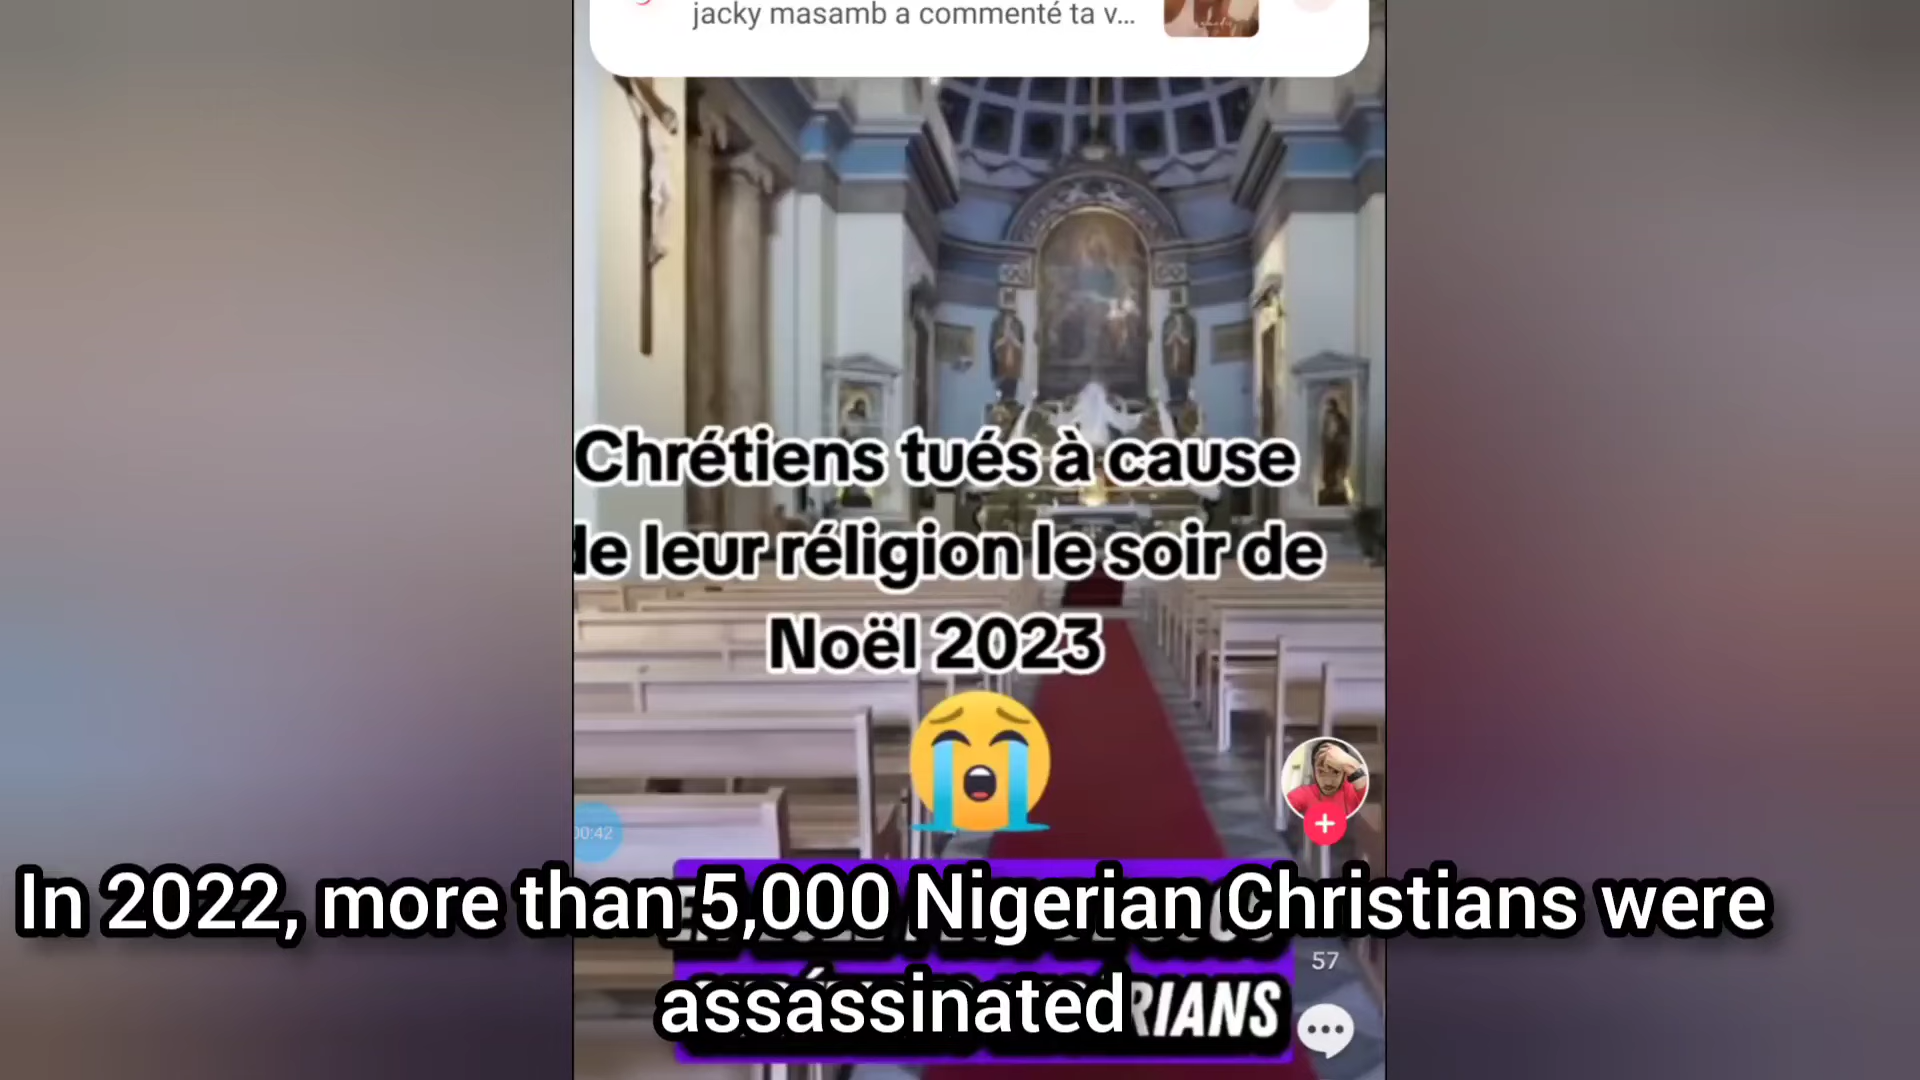 jacky masamb a commenté ta v...
Chrétiens tués à cause
de leur réligion le soir de
Noël 2023
00:42
In 2022, more than 5,000 Nigerian Christians were
assassinated
RIANS
57